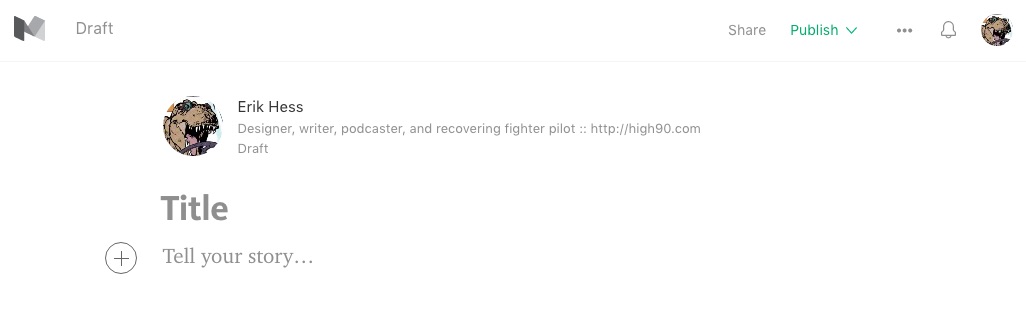 Draft
Share Publish
Erik Hess
Designer, writer, podcaster, and recovering fighter pilot :: http://high90.com
Draft
Title
Tell your story…